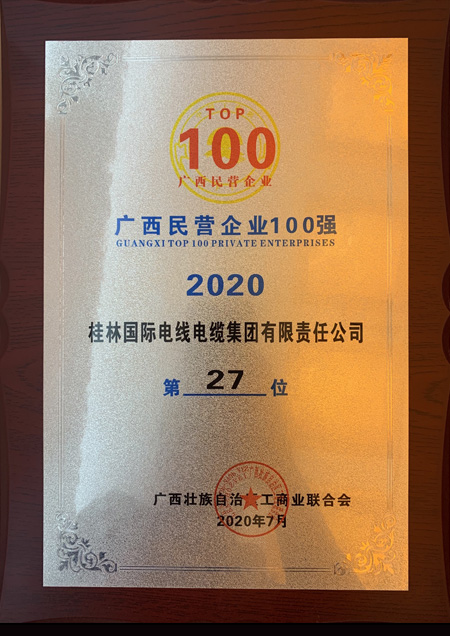 TOP
100
广西民营企业
广西民营企业100强
GUANGXI TOP 100 PRIVATE ENTERPRISES
2020
桂林国际电线电缆集团有限责任公司
第 27 位
广西壮族自治 工商业联合会
2020年7月